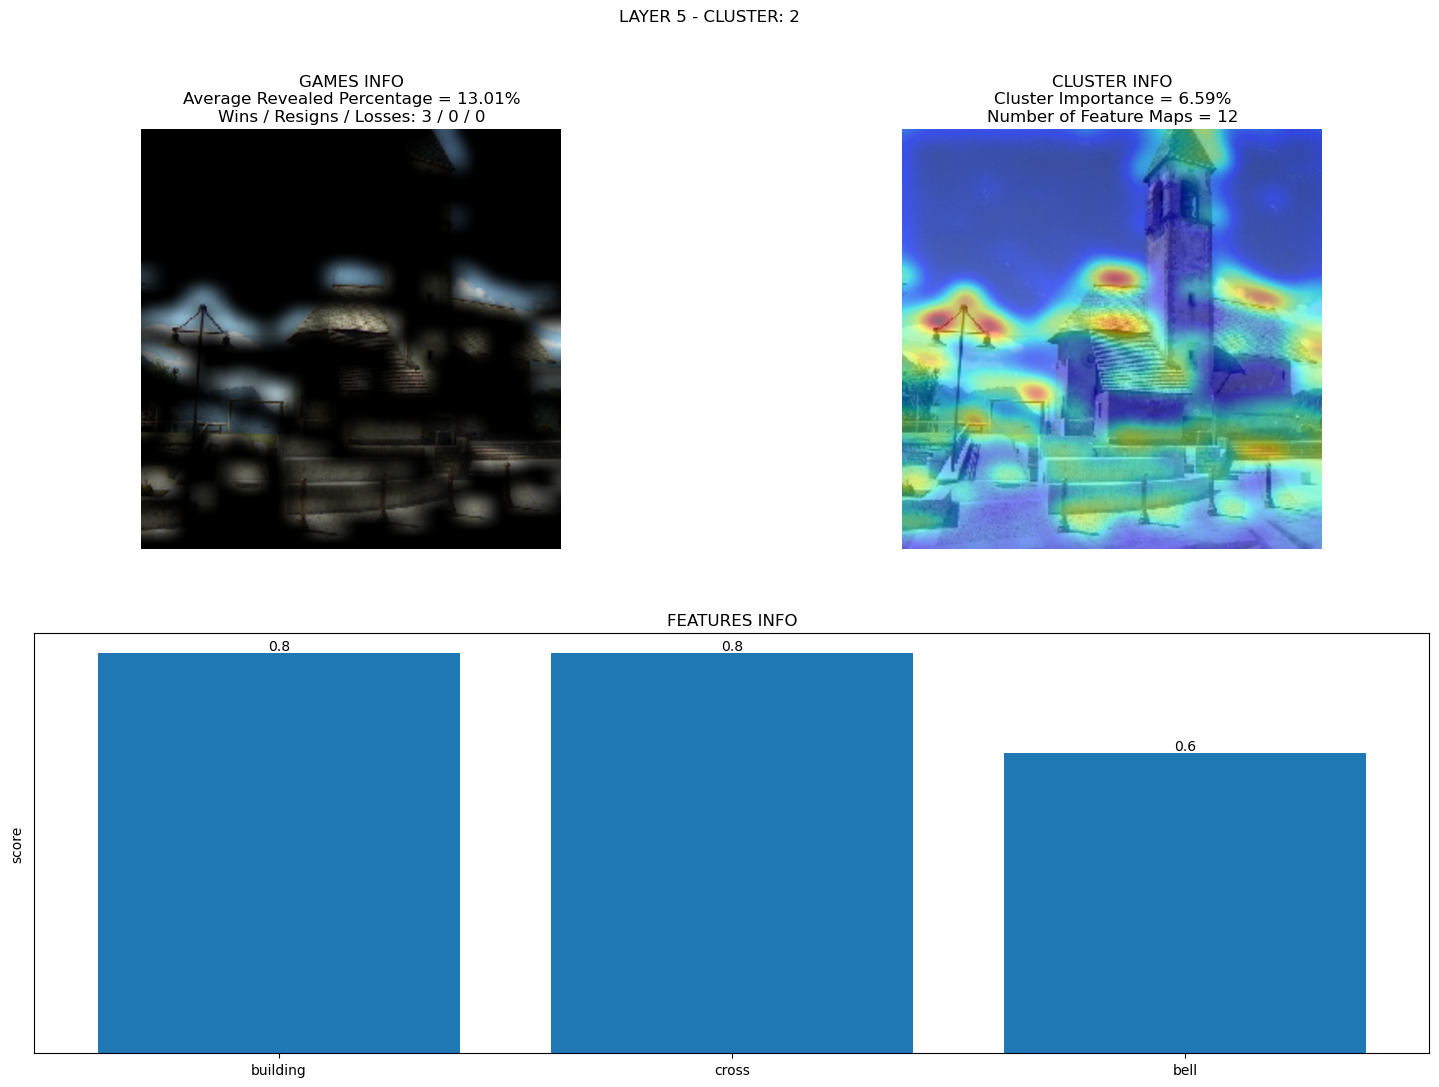 LAYER 5 - CLUSTER: 2
GAMES INFO
Average Revealed Percentage = 13.01%
Wins / Resigns / Losses: 3 / 0 / 0
CLUSTER INFO
Cluster Importance = 6.59%
Number of Feature Maps = 12
FEATURES INFO
score
0.8
0.8
0.6
building
cross
bell